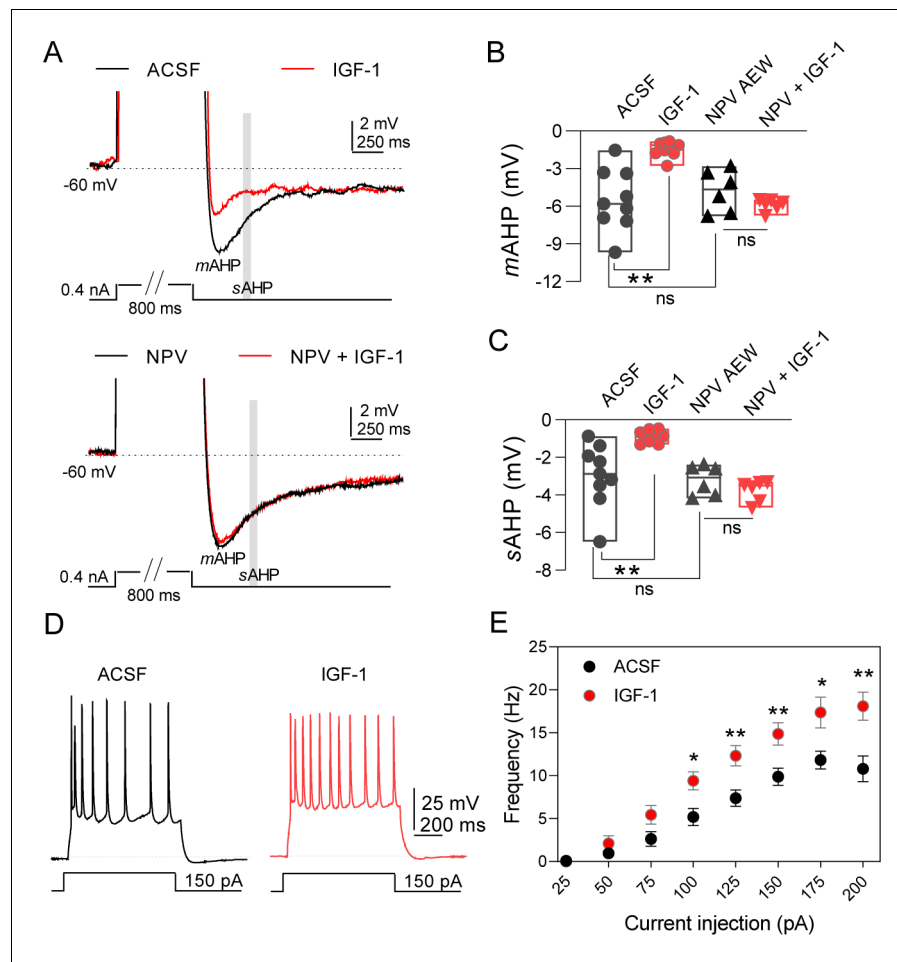 A
ACSF
IGF-1
2 mV
250 ms
-60 mV
mAHP
sAHP
0.4 nA
800 ms
NPV
NPV + IGF-1
2 mV
250 ms
-60 mV
mAHP
sAHP
0.4 nA
800 ms
B
ACSF
IGF-1
NPV AEW
NPV + IGF-1
mAHP (mV)
0
-3
-6
-9
-12
**
ns
ns
C
ACSF
IGF-1
NPV AEW
NPV + IGF-1
sAHP (mV)
0
-2
-4
-6
-8
**
ns
ns
D
ACSF
IGF-1
25 mV
200 ms
150 pA
150 pA
E
Frequency (Hz)
25
20
15
10
5
0
ACSF
IGF-1
*
**
**
*
**
25
50
75
100
125
150
175
200
Current injection (pA)